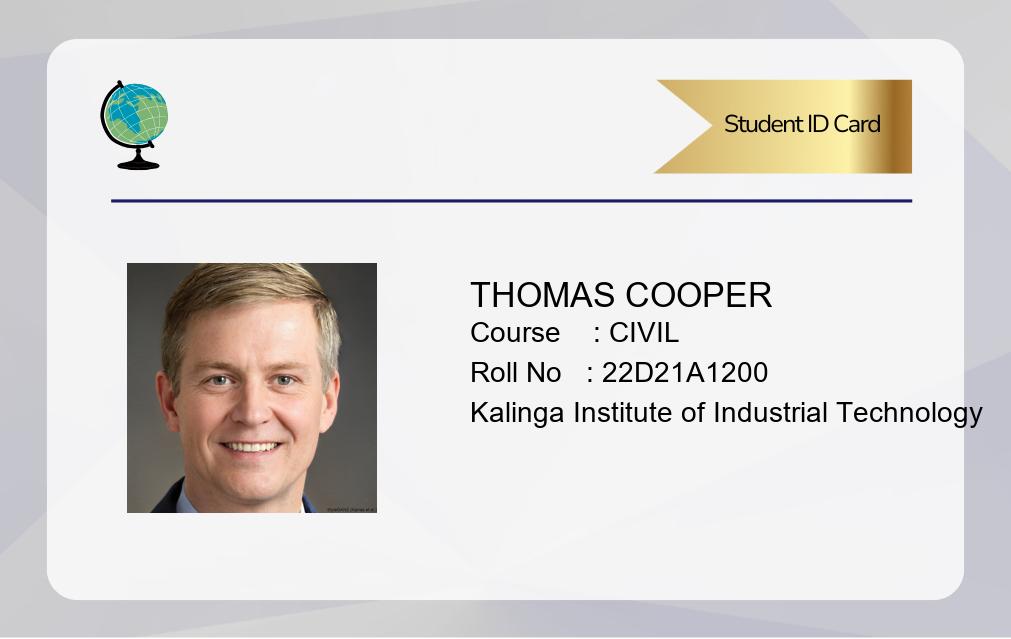 Student ID Card
THOMAS COOPER
Course : CIVIL
Roll No : 22D21A1200
Kalinga Institute of Industrial Technology